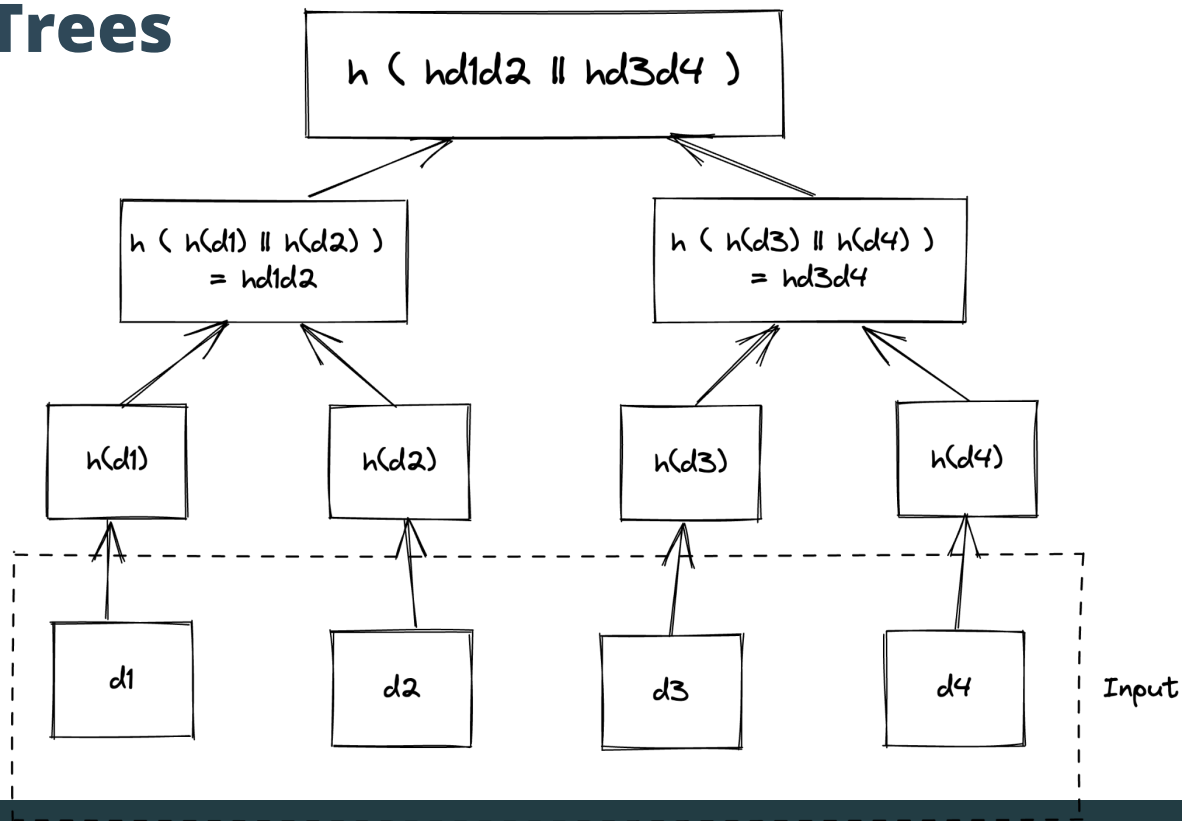 Trees
h ( hd1d2 || hd3d4 )
h ( h(d1) || h(d2) )
= hd1d2
h ( h(d3) || h(d4) )
= hd3d4
h(d1)
h(d2)
h(d3)
h(d4)
d1
d2
d3
d4
Input